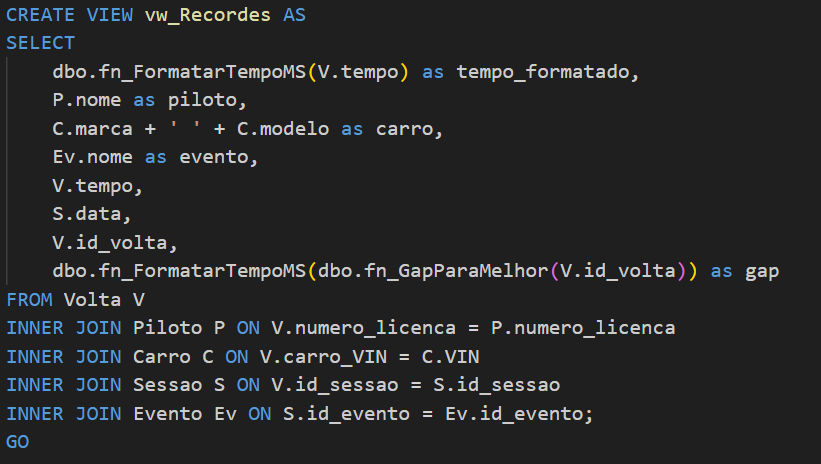 CREATE VIEW vw_Recordes AS
SELECT
dbo.fn_FormatarTempoMS(V.tempo) as tempo_formatado,
P.nome as piloto,
C.marca + ' ' + C.modelo as carro,
Ev.nome as evento,
V.tempo,
S.data,
V.id_volta,
dbo.fn_FormatarTempoMS(dbo.fn_GapParaMelhor(V.id_volta)) as gap
FROM Volta V
INNER JOIN Piloto P ON V.numero_licenca = P.numero_licenca
INNER JOIN Carro C ON V.carro_VIN = C.VIN
INNER JOIN Sessao S ON V.id_sessao = S.id_sessao
INNER JOIN Evento Ev ON S.id_evento = Ev.id_evento;
GO